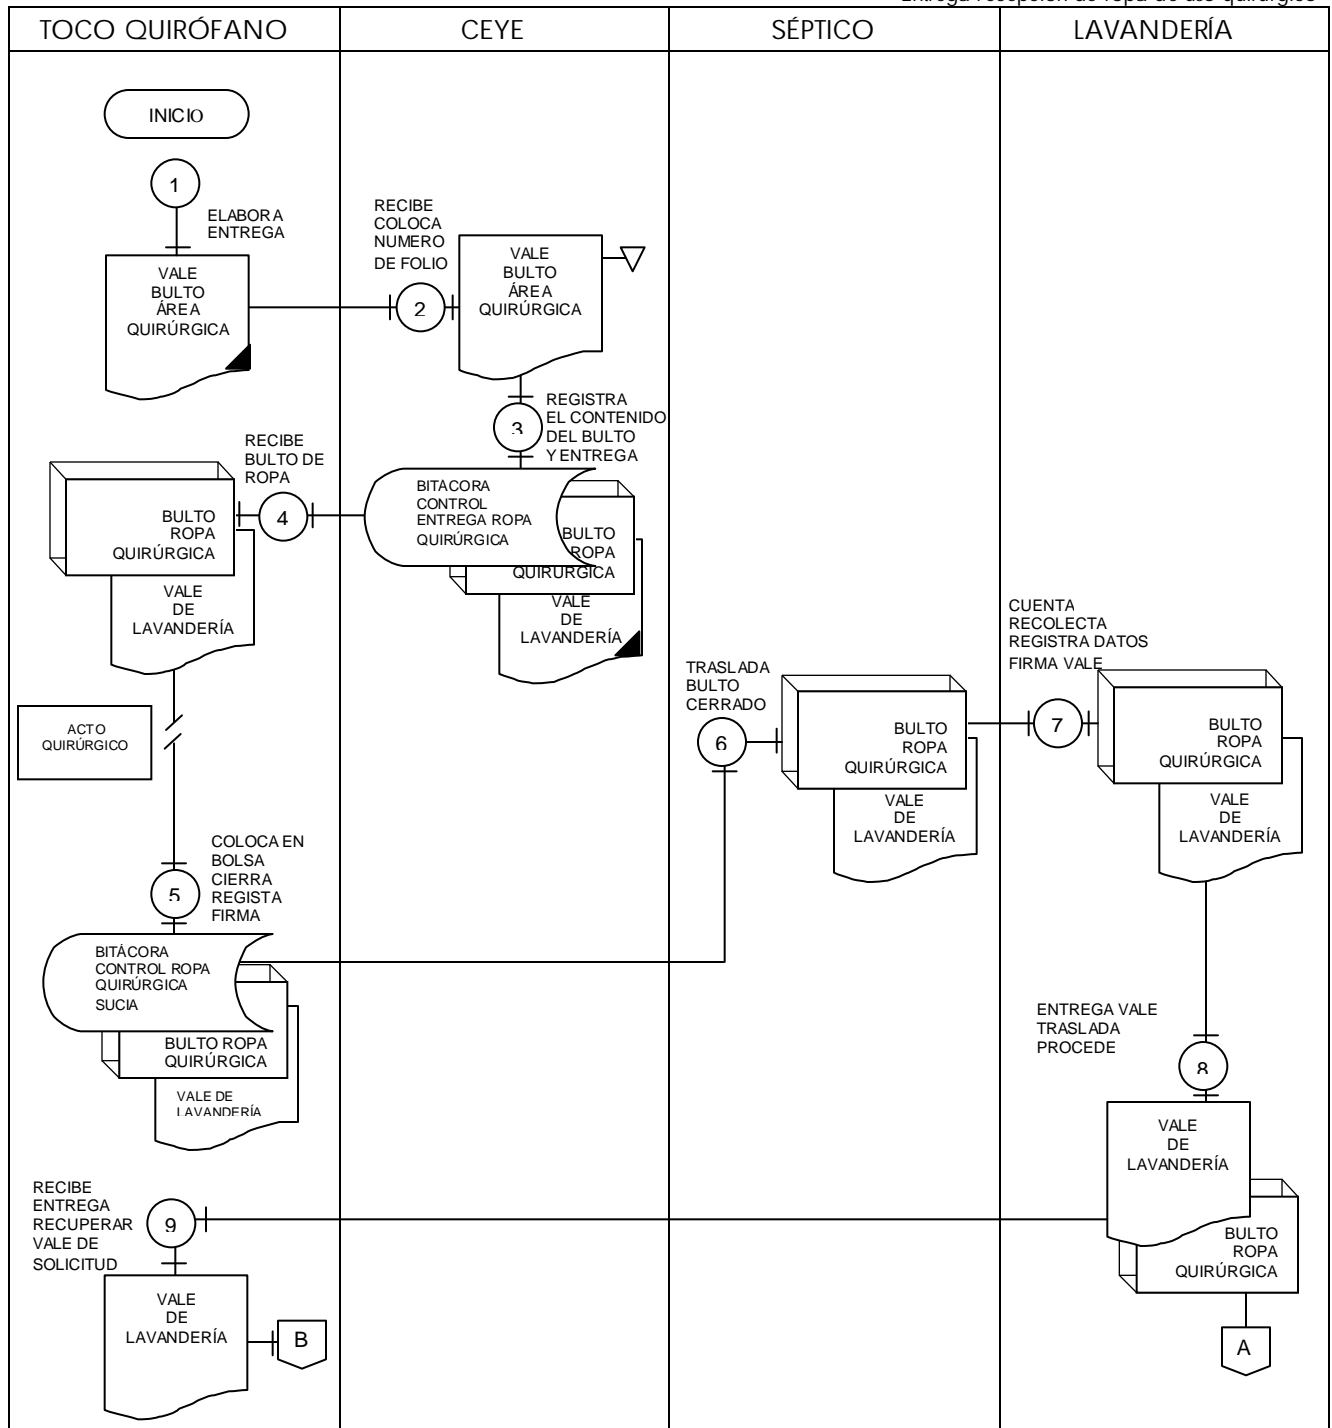 TOCO QUIRÓFANO
CEYE
SÉPTICO
LAVANDERÍA
INICIO
1
ELABORA
ENTREGA
VALE
BULTO
ÁREA
QUIRÚRGICA
RECIBE
COLOCA
NUMERO
DE FOLIO
2
VALE
BULTO
ÁREA
QUIRÚRGICA
3
REGISTRA
EL CONTENIDO
DEL BULTO
Y ENTREGA
BITACORA
CONTROL
ENTREGA ROPA
QUIRÚRGICA
BULTO
ROPA
QUIRÚRGICA
VALE
DE
LAVANDERÍA
RECIBE
BULTO DE
ROPA
4
BULTO
ROPA
QUIRÚRGICA
VALE
DE
LAVANDERÍA
ACTO
QUIRÚRGICO
COLOCA EN
BOLSA
CIERRA
REGISTA
FIRMA
5
BITÁCORA
CONTROL ROPA
QUIRÚRGICA
SUCIA
BULTO ROPA
QUIRÚRGICA
VALE DE
LAVANDERÍA
TRASLADA
BULTO
CERRADO
6
BULTO
ROPA
QUIRÚRGICA
VALE
DE
LAVANDERÍA
CUENTA
RECOLECTA
REGISTRA DATOS
FIRMA VALE
7
BULTO
ROPA
QUIRÚRGICA
VALE
DE
LAVANDERÍA
ENTREGA VALE
TRASLADA
PROCEDE
8
VALE
DE
LAVANDERÍA
BULTO
ROPA
QUIRÚRGICA
A
RECIBE
ENTREGA
RECUPERAR
VALE DE
SOLICITUD
9
VALE
DE
LAVANDERÍA
B